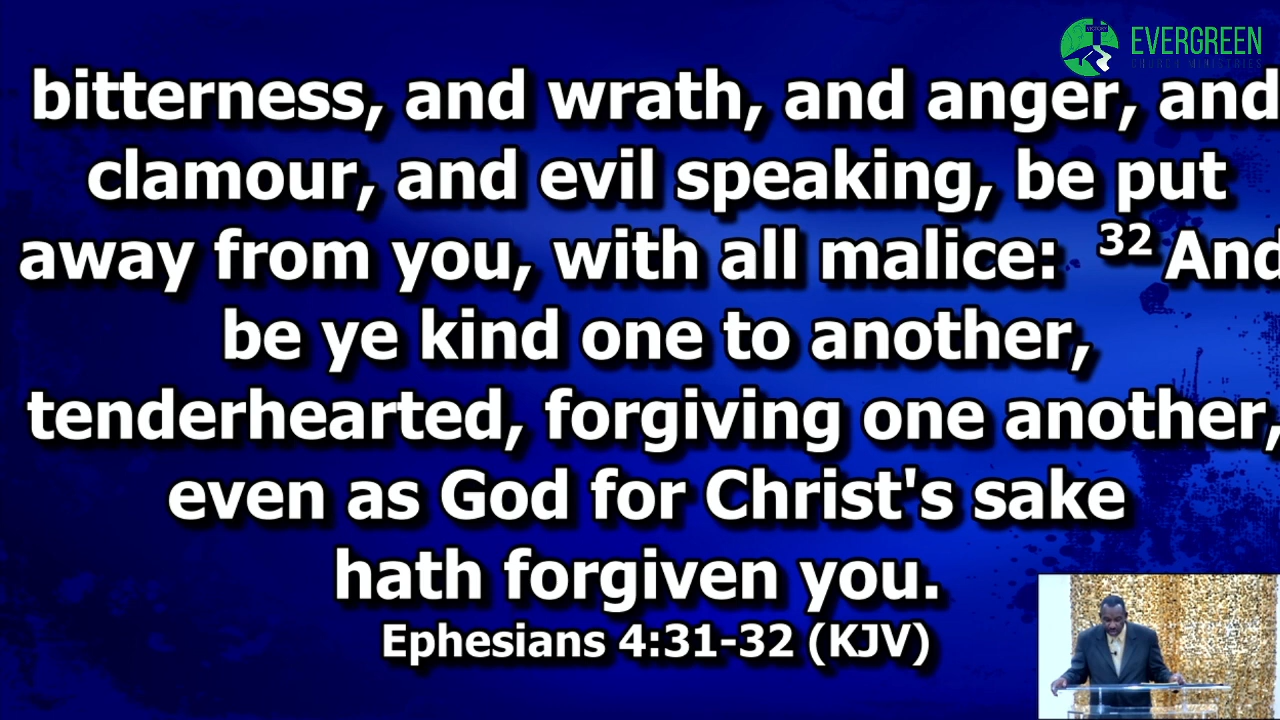 EVERGREEN
CHURCH MINISTRIES
bitterness, and wrath, and anger, and
clamour, and evil speaking, be put
away from you, with all malice: 32 And
be ye kind one to another,
tenderhearted, forgiving one another,
even as God for Christ's sake
hath forgiven you.
Ephesians 4:31-32 (KJV)